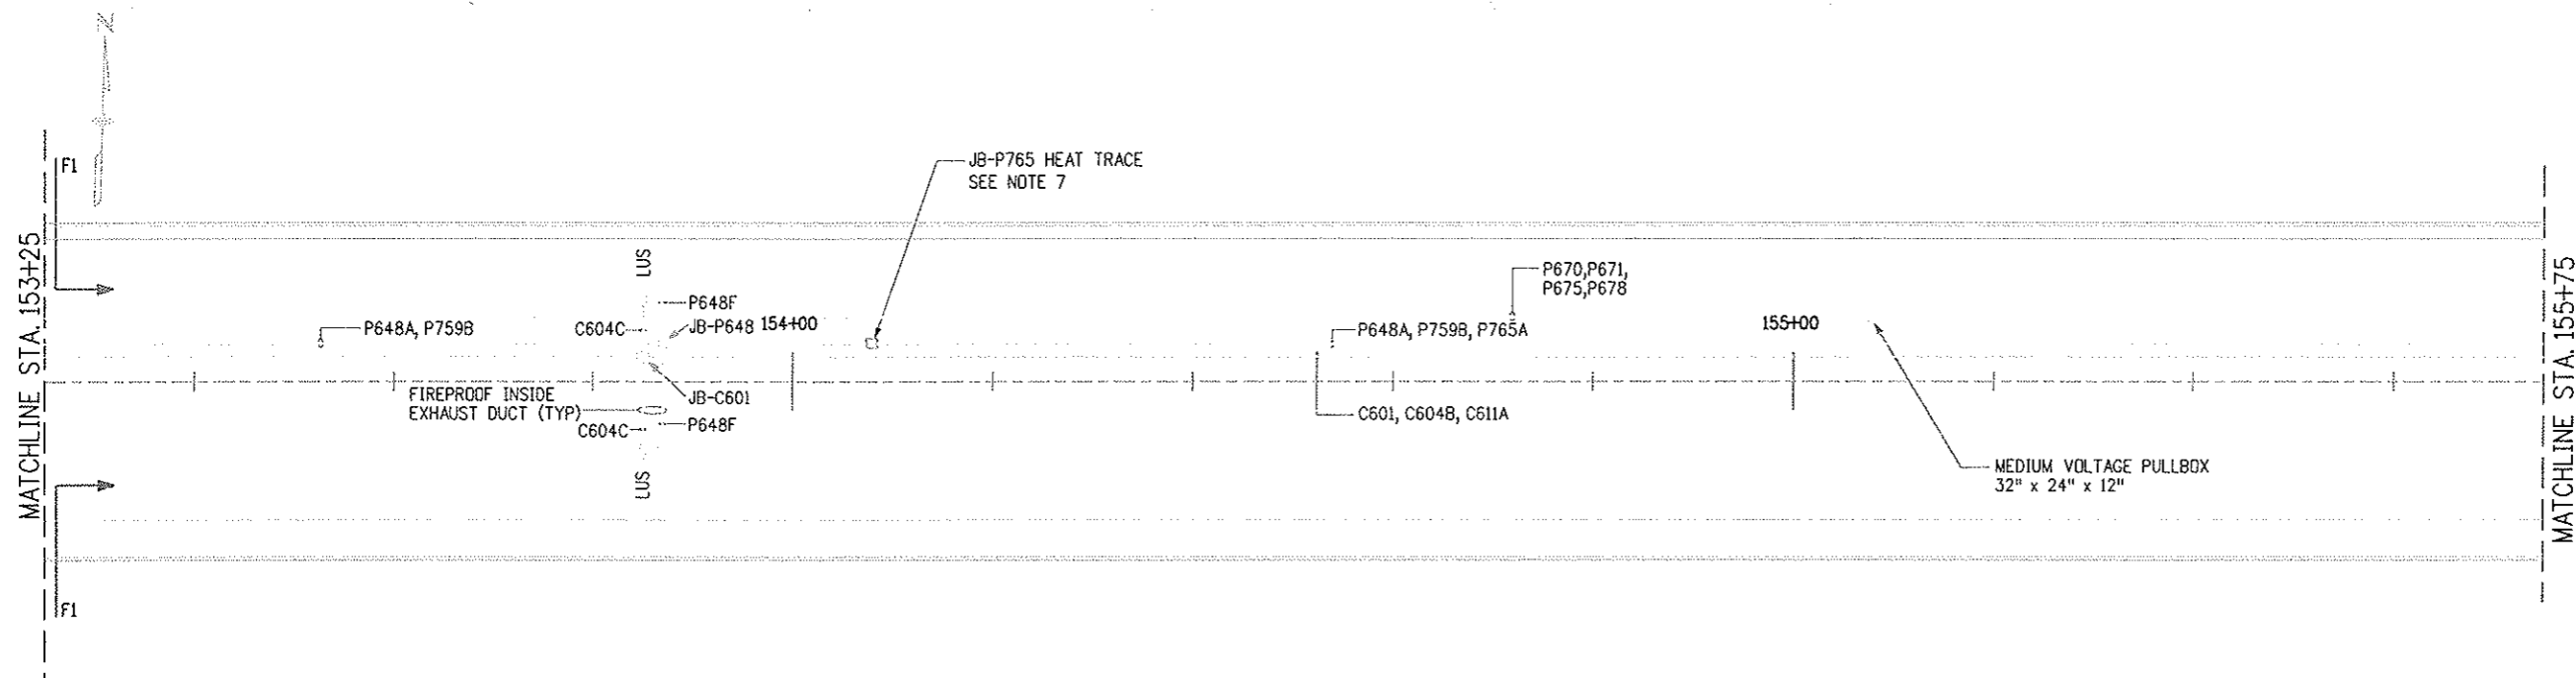 N
F1
JB-P765 HEAT TRACE
SEE NOTE 7
MATCHLINE STA. 153+25
LUS
P670,P671,
P675,P678
MATCHLINE STA. 155+75
P648F
P648A, P759B
C604C
JB-P648
154+00
P648A, P759B, P765A
155+00
FIREPROOF INSIDE
EXHAUST DUCT (TYP)
JB-C601
C601, C604B, C611A
C604C
P648F
LUS
MEDIUM VOLTAGE PULLBOX
32" x 24" x 12"
F1